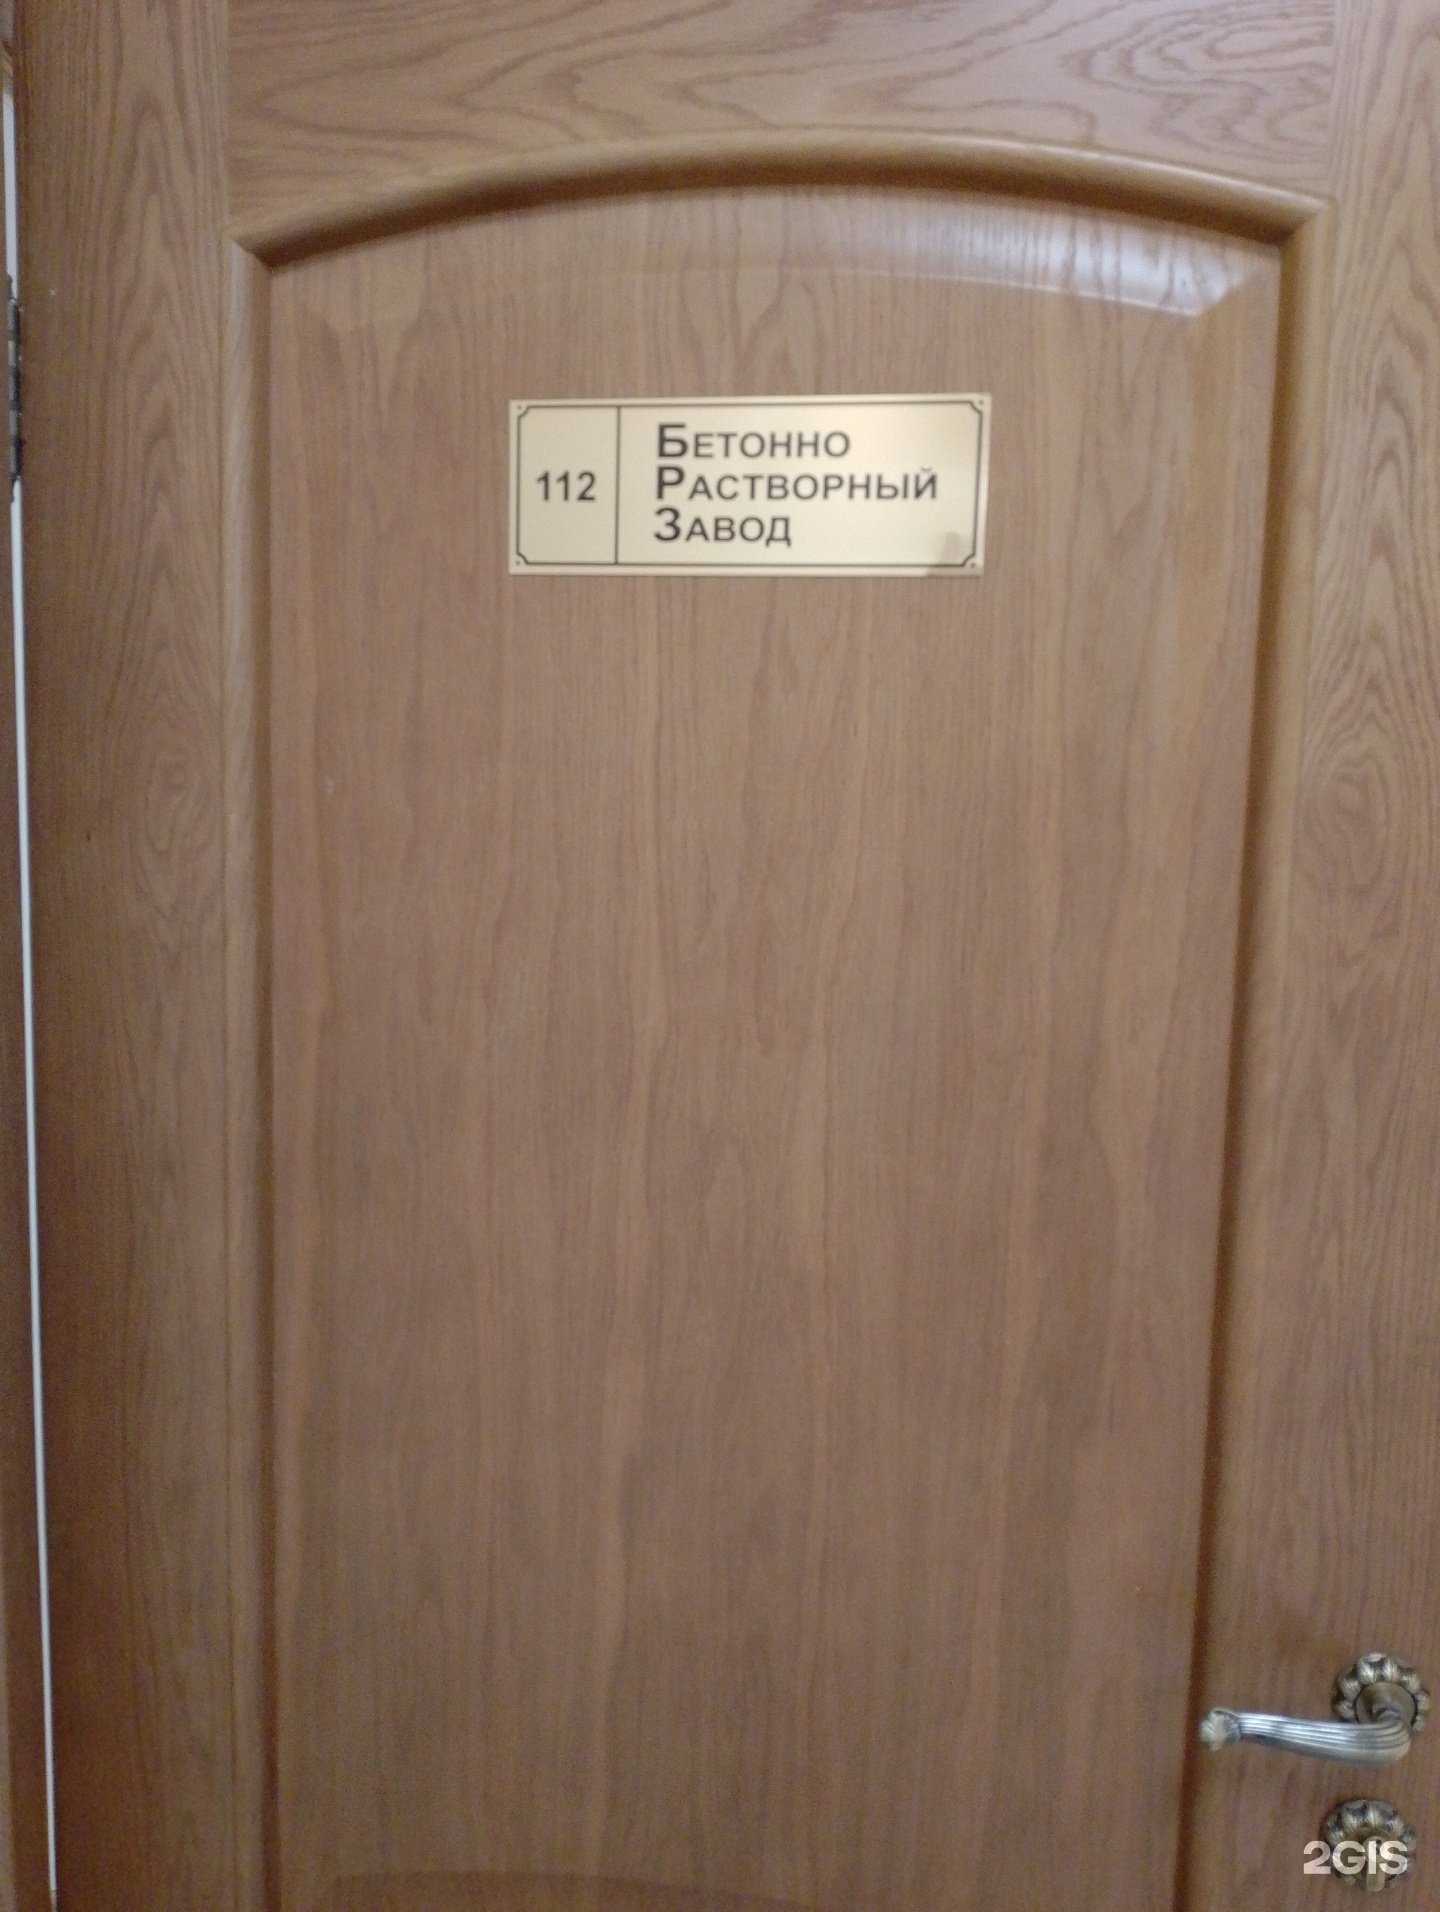 112
Бетонно
Растворный
Завод
2GIS